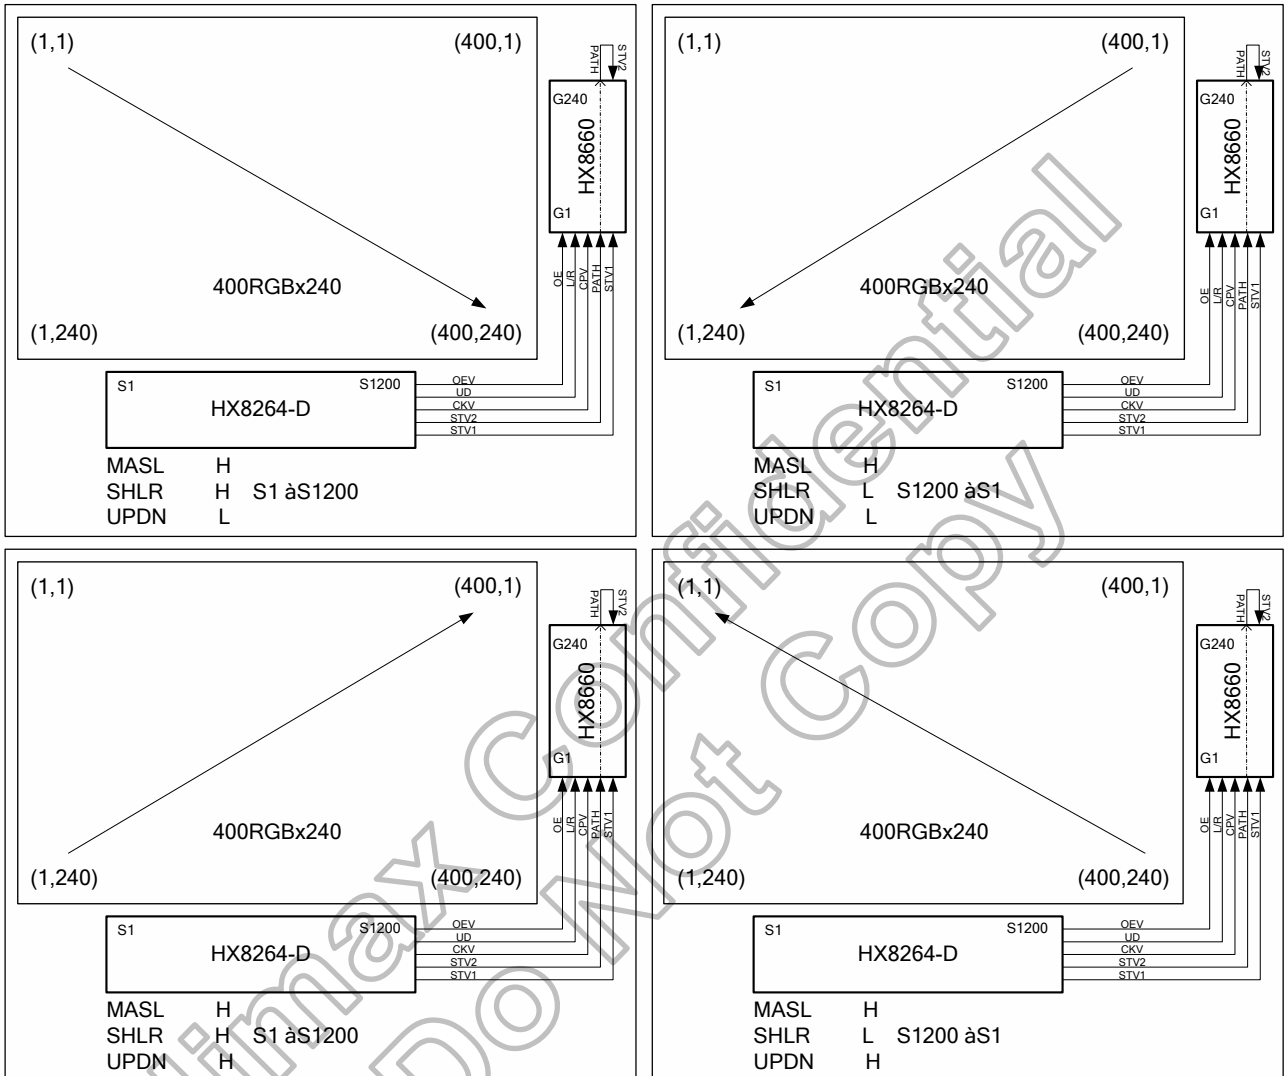 (1,1)
(400,1)
PATH
STV2
G240
HX8660
G1
OE
L/R
CPV
PATH
STV1
400RGBx240
(1,240)
(400,240)
S1
S1200
HX8264-D
OEV
UD
CKV
STV2
STV1
MASL H
SHLR H S1 àS1200
UPDN L
(1,1)
(400,1)
PATH
STV2
G240
HX8660
G1
OE
L/R
CPV
PATH
STV1
400RGBx240
(1,240)
(400,240)
S1
S1200
HX8264-D
OEV
UD
CKV
STV2
STV1
MASL H
SHLR L S1200 àS1
UPDN L
(1,1)
(400,1)
PATH
STV2
G240
HX8660
G1
OE
L/R
CPV
PATH
STV1
400RGBx240
(1,240)
(400,240)
S1
S1200
HX8264-D
OEV
UD
CKV
STV2
STV1
MASL H
SHLR H S1 àS1200
UPDN H
(1,1)
(400,1)
PATH
STV2
G240
HX8660
G1
OE
L/R
CPV
PATH
STV1
400RGBx240
(1,240)
(400,240)
S1
S1200
HX8264-D
OEV
UD
CKV
STV2
STV1
MASL H
SHLR L S1200 àS1
UPDN H
Confidential
Do Not Copy